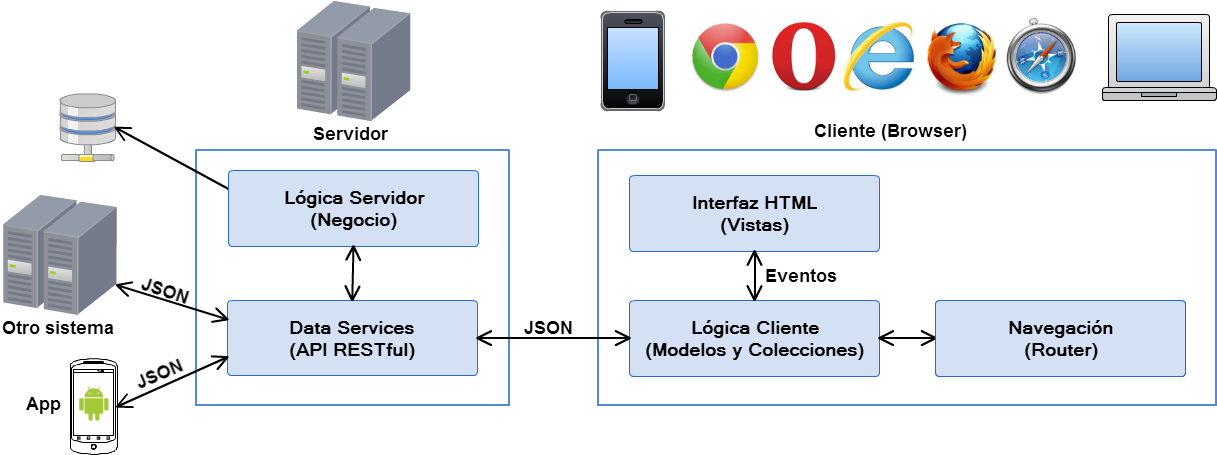 Servidor
Cliente (Browser)
Lógica Servidor
(Negocio)
Interfaz HTML
(Vistas)
Eventos
JSON
Otro sistema
Data Services
(API RESTful)
JSON
Lógica Cliente
(Modelos y Colecciones)
Navegación
(Router)
JSON
App